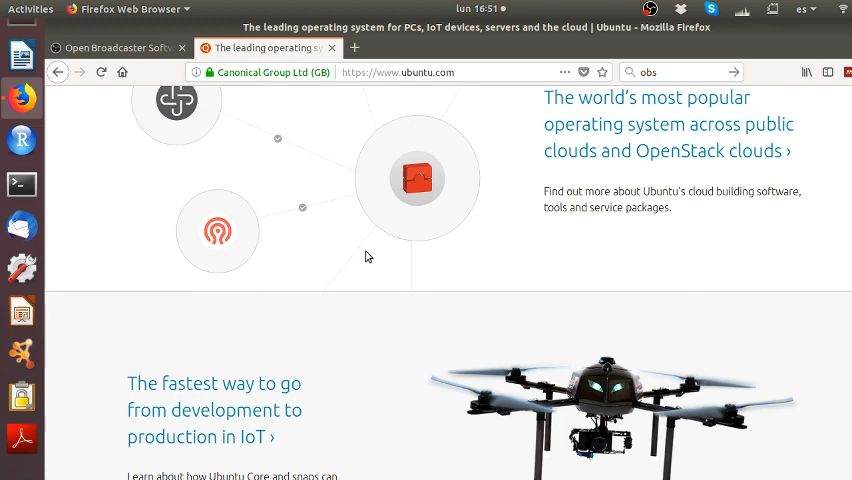 Activities
Firefox Web Browser
lun 16:51
es
The leading operating system for PCs, IoT devices, servers and the cloud | Ubuntu - Mozilla Firefox
Open Broadcaster Softw
The leading operating sy
Canonical Group Ltd (GB)
https://www.ubuntu.com
obs
The world's most popular
operating system across public
clouds and OpenStack clouds ›
Find out more about Ubuntu's cloud building software,
tools and service packages.
The fastest way to go
from development to
production in IoT ›
Learn about how Ubuntu Core and snaps can